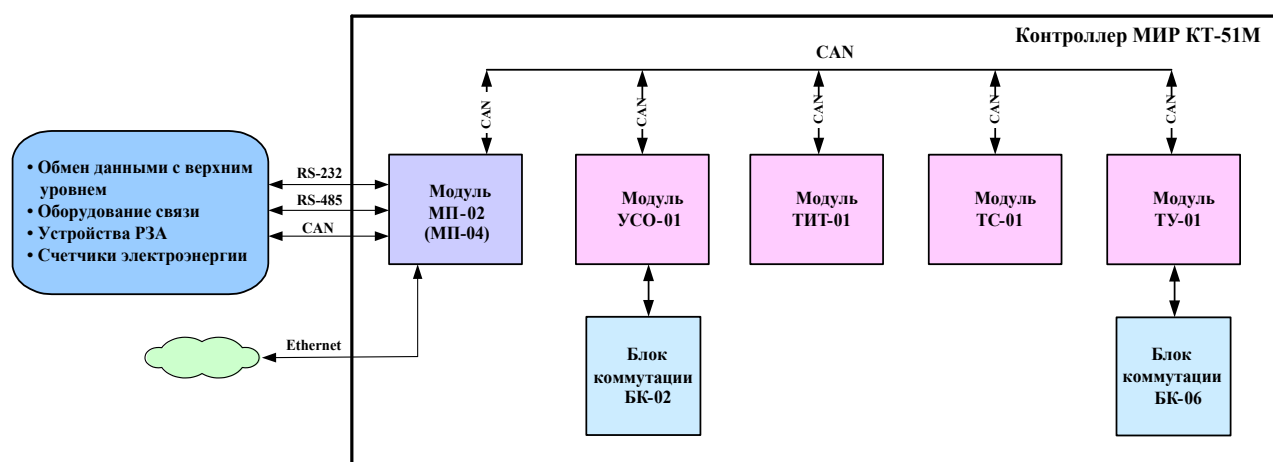 Контроллер МИР КТ-51М
CAN
CAN
CAN
CAN
CAN
CAN
• Обмен данными с верхним
уровнем
• Оборудование связи
• Устройства РЗА
• Счетчики электроэнергии
RS-232
RS-485
CAN
Ethernet
Модуль
МП-02
(МП-04)
Модуль
УСО-01
Модуль
ТИТ-01
Модуль
ТС-01
Модуль
ТУ-01
Блок
коммутации
БК-02
Блок
коммутации
БК-06